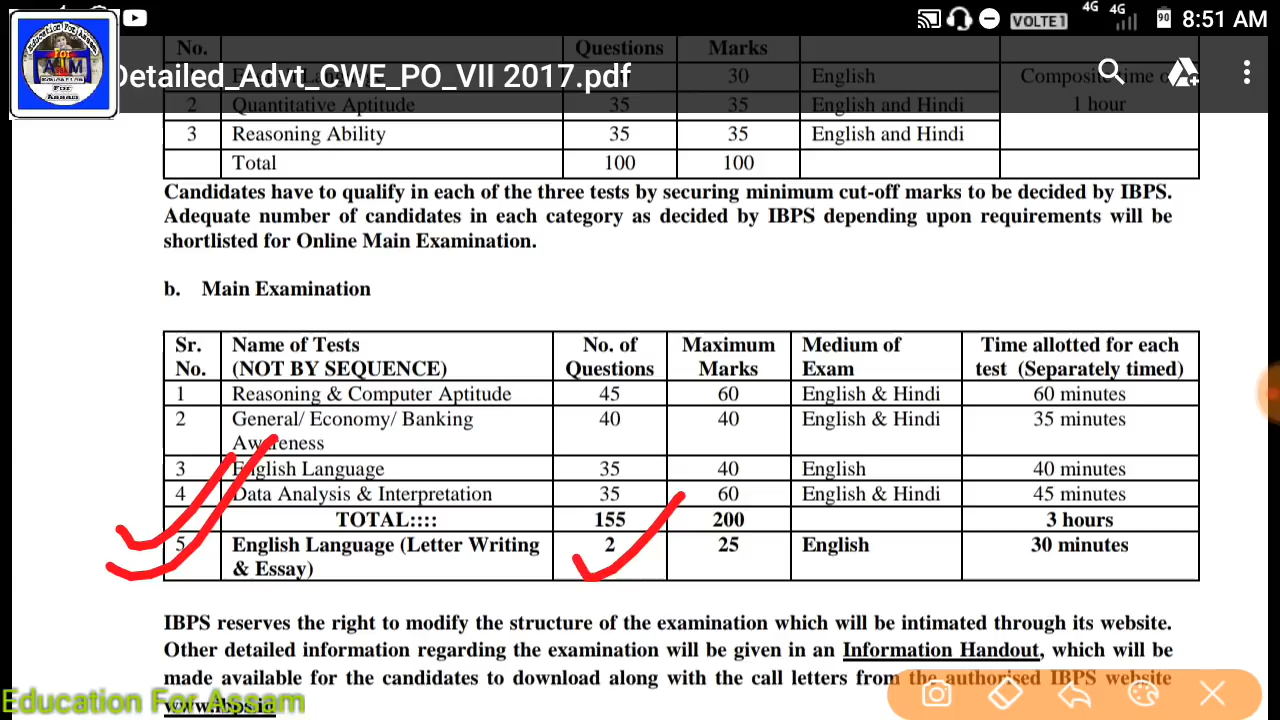 VOLTE1 4G 4G 90 8:51 AM
No. Questions Marks
Detailed_Advt_CWE_PO_VII 2017.pdf
30 English Composite time of
2 Quantitative Aptitude 35 35 English and Hindi 1 hour
3 Reasoning Ability 35 35 English and Hindi
Total 100 100
Candidates have to qualify in each of the three tests by securing minimum cut-off marks to be decided by IBPS.
Adequate number of candidates in each category as decided by IBPS depending upon requirements will be
shortlisted for Online Main Examination.
b. Main Examination
Sr. Name of Tests No. of Maximum Medium of Time allotted for each
No. (NOT BY SEQUENCE) Questions Marks Exam test (Separately timed)
1 Reasoning & Computer Aptitude 45 60 English & Hindi 60 minutes
2 General/ Economy/ Banking 40 40 English & Hindi 35 minutes
Awareness
3 English Language 35 40 English 40 minutes
4 Data Analysis & Interpretation 35 60 English & Hindi 45 minutes
TOTAL:::: 155 200 3 hours
5 English Language (Letter Writing 2 25 English 30 minutes
& Essay)
IBPS reserves the right to modify the structure of the examination which will be intimated through its website.
Other detailed information regarding the examination will be given in an Information Handout, which will be
made available for the candidates to download along with the call letters from the authorised IBPS website
Education For Assam